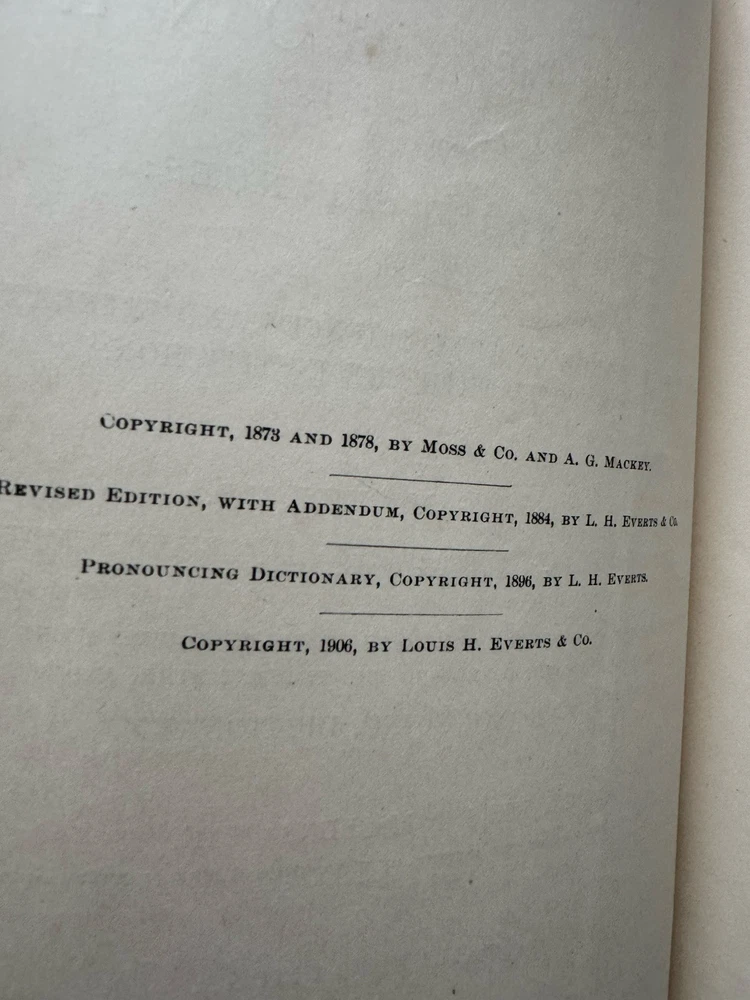 Copyright, 1873 and 1878, by Moss & Co. and A. G. Mackey.
Revised Edition, with Addendum, Copyright, 1884, by L. H. Everts & Co.
Pronouncing Dictionary, Copyright, 1896, by L. H. Everts.
Copyright, 1906, by Louis H. Everts & Co.